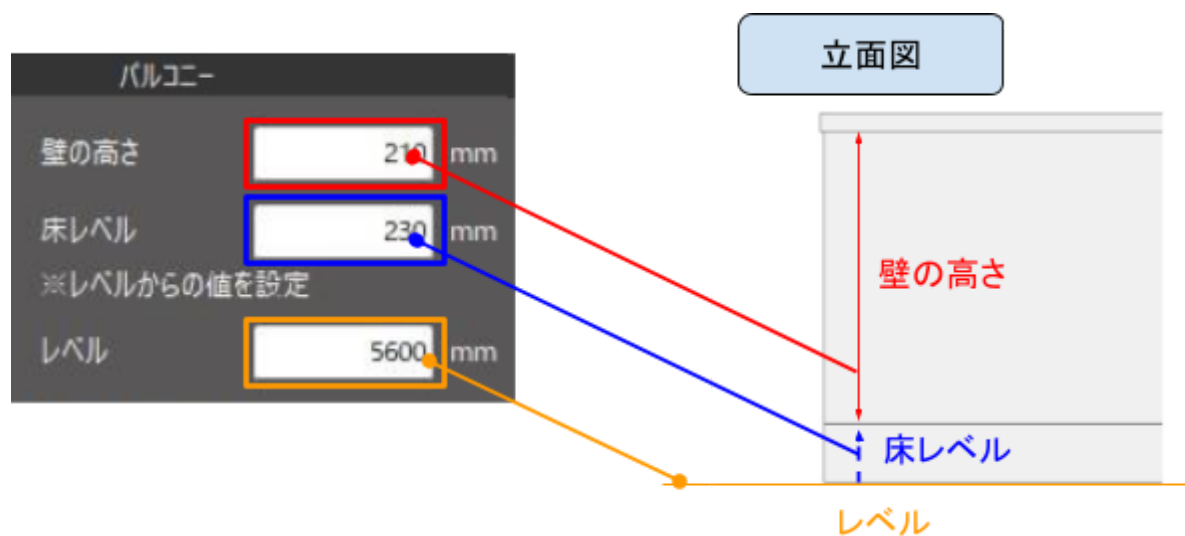 バルコニー
壁の高さ 210 mm
床レベル 230 mm
※レベルからの値を設定
レベル 5600 mm
立面図
壁の高さ
床レベル
レベル